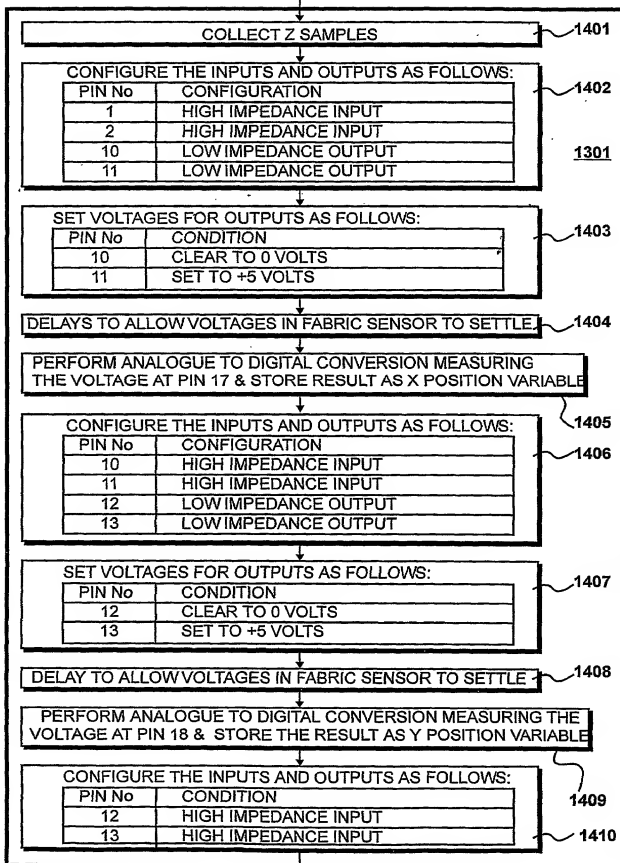 COLLECT Z SAMPLES
1401
CONFIGURE THE INPUTS AND OUTPUTS AS FOLLOWS:
PIN No CONFIGURATION
1 HIGH IMPEDANCE INPUT
2 HIGH IMPEDANCE INPUT
10 LOW IMPEDANCE OUTPUT
11 LOW IMPEDANCE OUTPUT
1402
1301
SET VOLTAGES FOR OUTPUTS AS FOLLOWS:
PIN No CONDITION
10 CLEAR TO 0 VOLTS
11 SET TO +5 VOLTS
1403
DELAYS TO ALLOW VOLTAGES IN FABRIC SENSOR TO SETTLE
1404
PERFORM ANALOGUE TO DIGITAL CONVERSION MEASURING
THE VOLTAGE AT PIN 17 & STORE RESULT AS X POSITION VARIABLE
1405
CONFIGURE THE INPUTS AND OUTPUTS AS FOLLOWS:
PIN No CONFIGURATION
10 HIGH IMPEDANCE INPUT
11 HIGH IMPEDANCE INPUT
12 LOW IMPEDANCE OUTPUT
13 LOW IMPEDANCE OUTPUT
1406
SET VOLTAGES FOR OUTPUTS AS FOLLOWS:
PIN No CONDITION
12 CLEAR TO 0 VOLTS
13 SET TO +5 VOLTS
1407
DELAY TO ALLOW VOLTAGES IN FABRIC SENSOR TO SETTLE
1408
PERFORM ANALOGUE TO DIGITAL CONVERSION MEASURING THE
VOLTAGE AT PIN 18 & STORE THE RESULT AS Y POSITION VARIABLE
1409
CONFIGURE THE INPUTS AND OUTPUTS AS FOLLOWS:
PIN No CONDITION
12 HIGH IMPEDANCE INPUT
13 HIGH IMPEDANCE INPUT
1410